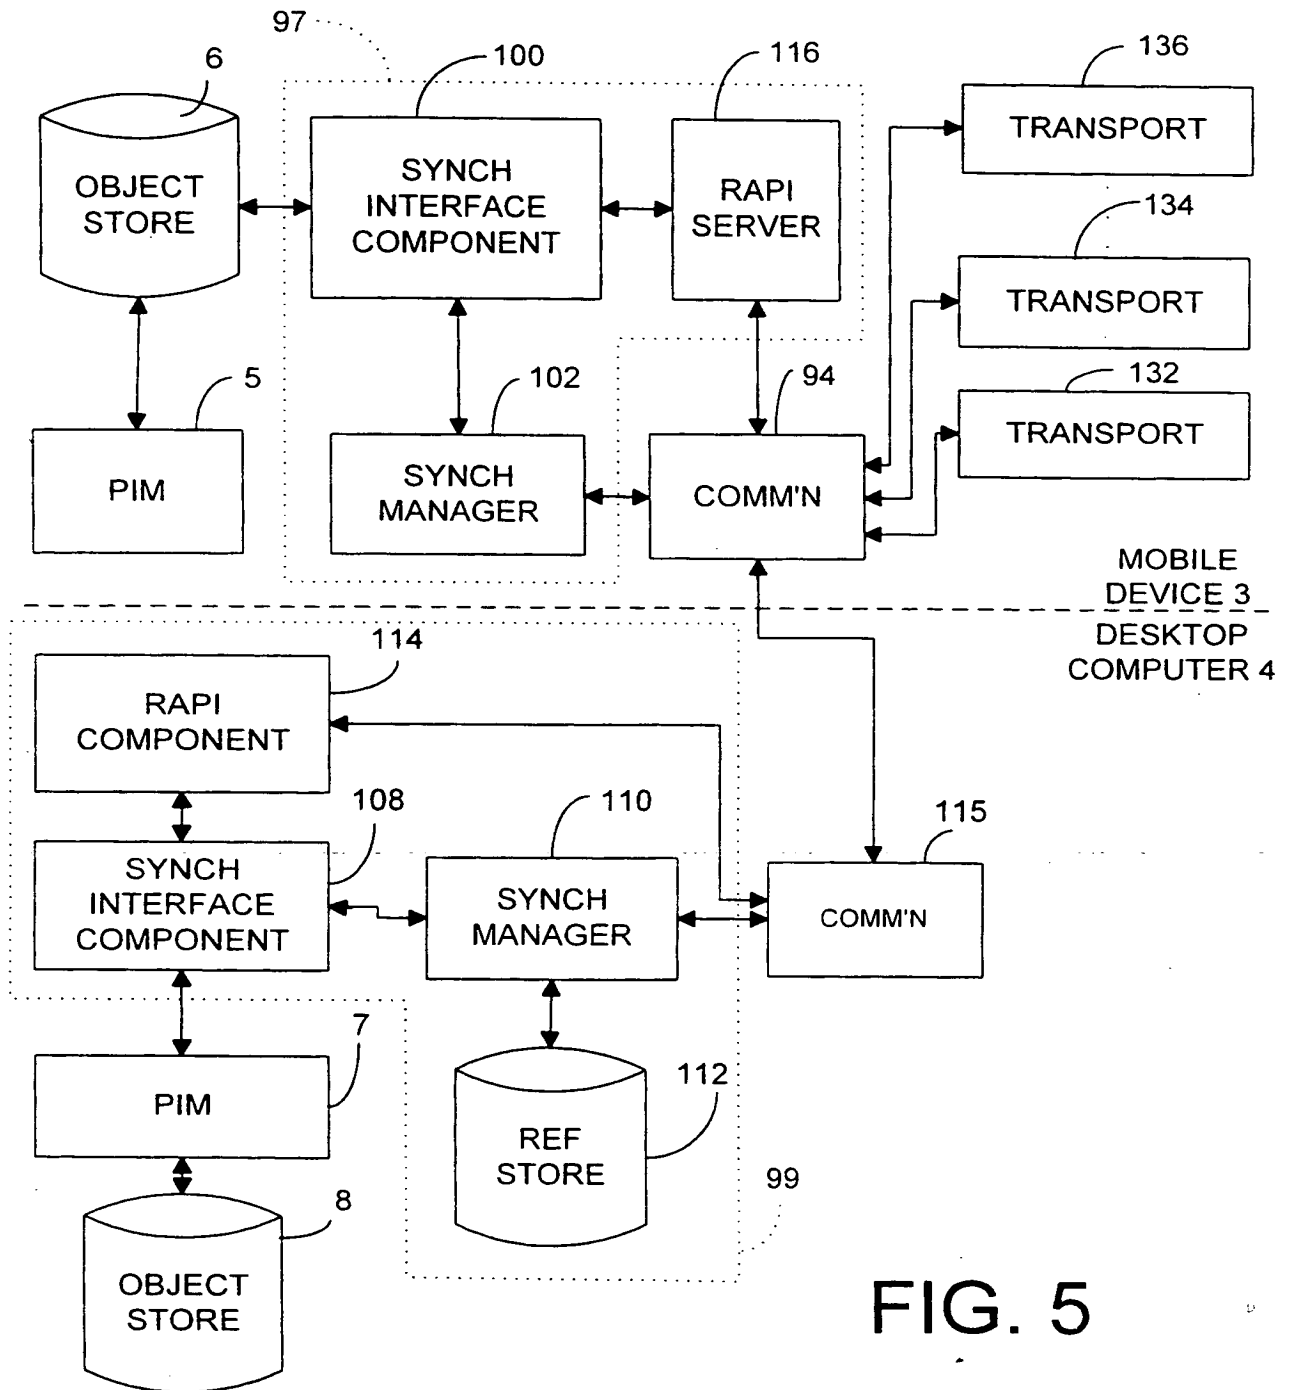 97
6
100
116
136
TRANSPORT
OBJECT
STORE
SYNCH
INTERFACE
COMPONENT
RAPI
SERVER
134
TRANSPORT
5
102
94
132
TRANSPORT
PIM
SYNCH
MANAGER
COMM'N
MOBILE
DEVICE 3
DESKTOP
COMPUTER 4
114
RAPI
COMPONENT
108
110
115
SYNCH
INTERFACE
COMPONENT
SYNCH
MANAGER
COMM'N
7
PIM
112
REF
STORE
99
8
OBJECT
STORE
FIG. 5